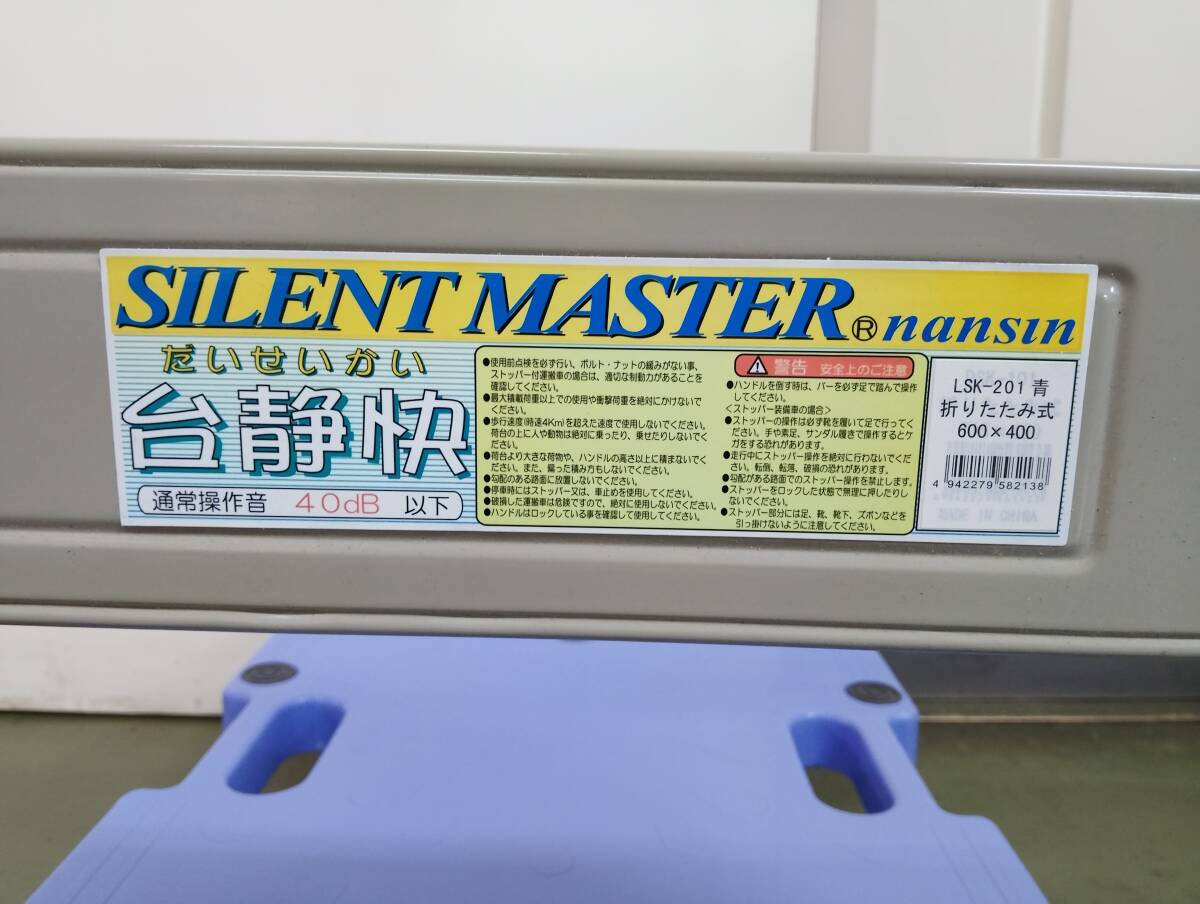 SILENT MASTER® nansin
だいせいかい
台静快
通常操作音 40dB 以下
●使用前点検を必ず行い、ボルト・ナットの緩みがない事、
ストッパー付運搬車の場合は、適切な制動力があることを
確認してください。
●最大積載荷重以上での使用や衝撃荷重を絶対にかけないで
ください。
●歩行速度(時速4Km)を超えた速度で使用しないでください。
荷台の上に人や動物は絶対に乗ったり、乗せたりしないで
ください。
●荷台より大きな荷物や、ハンドルの高さ以上に積まないでく
ださい。また、偏った積み方もしないでください。
●勾配のある路面に放置しないでください。
●停車時にはストッパー又は、車止めを使用してください。
●破損した運搬車は危険ですので、絶対に使用しないでください。
●ハンドルはロックしている事を確認して使用してください。
警告 安全上のご注意
●ハンドルを倒す時は、バーを必ず足で踏んで操作
してください。
<ストッパー装備車の場合>
●ストッパーの操作は必ず靴を履いて足で行ってく
ださい。手や素足、サンダル履きで操作するとケ
ガをする恐れがあります。
●走行中にストッパー操作を絶対に行わないでくだ
さい。転倒、転落、破損の恐れがあります。
●勾配がある路面でのストッパー操作を禁止します。
●ストッパーをロックした状態で無理に押したりし
ないでください。
●ストッパー部分には足、靴、靴下、ズボンなどを
引っ掛けないように注意してください。
LSK-201 青
折りたたみ式
600×400
4 942279 582138
MADE IN CHINA